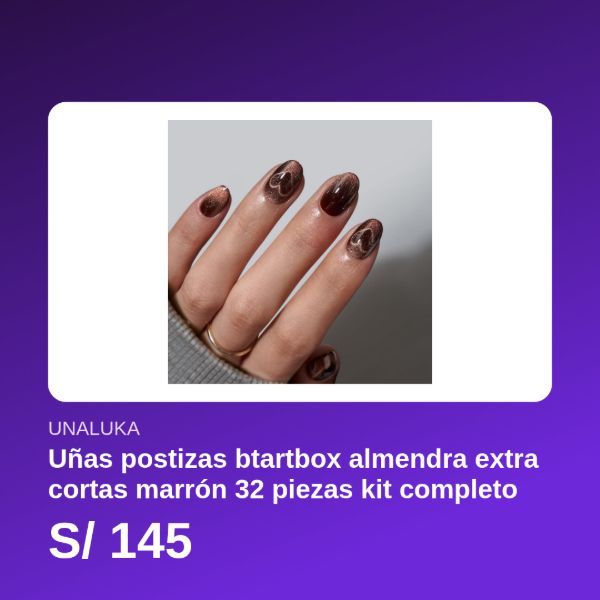 UNALUKA
Uñas postizas btartbox almendra extra
cortas marrón 32 piezas kit completo
S/ 145